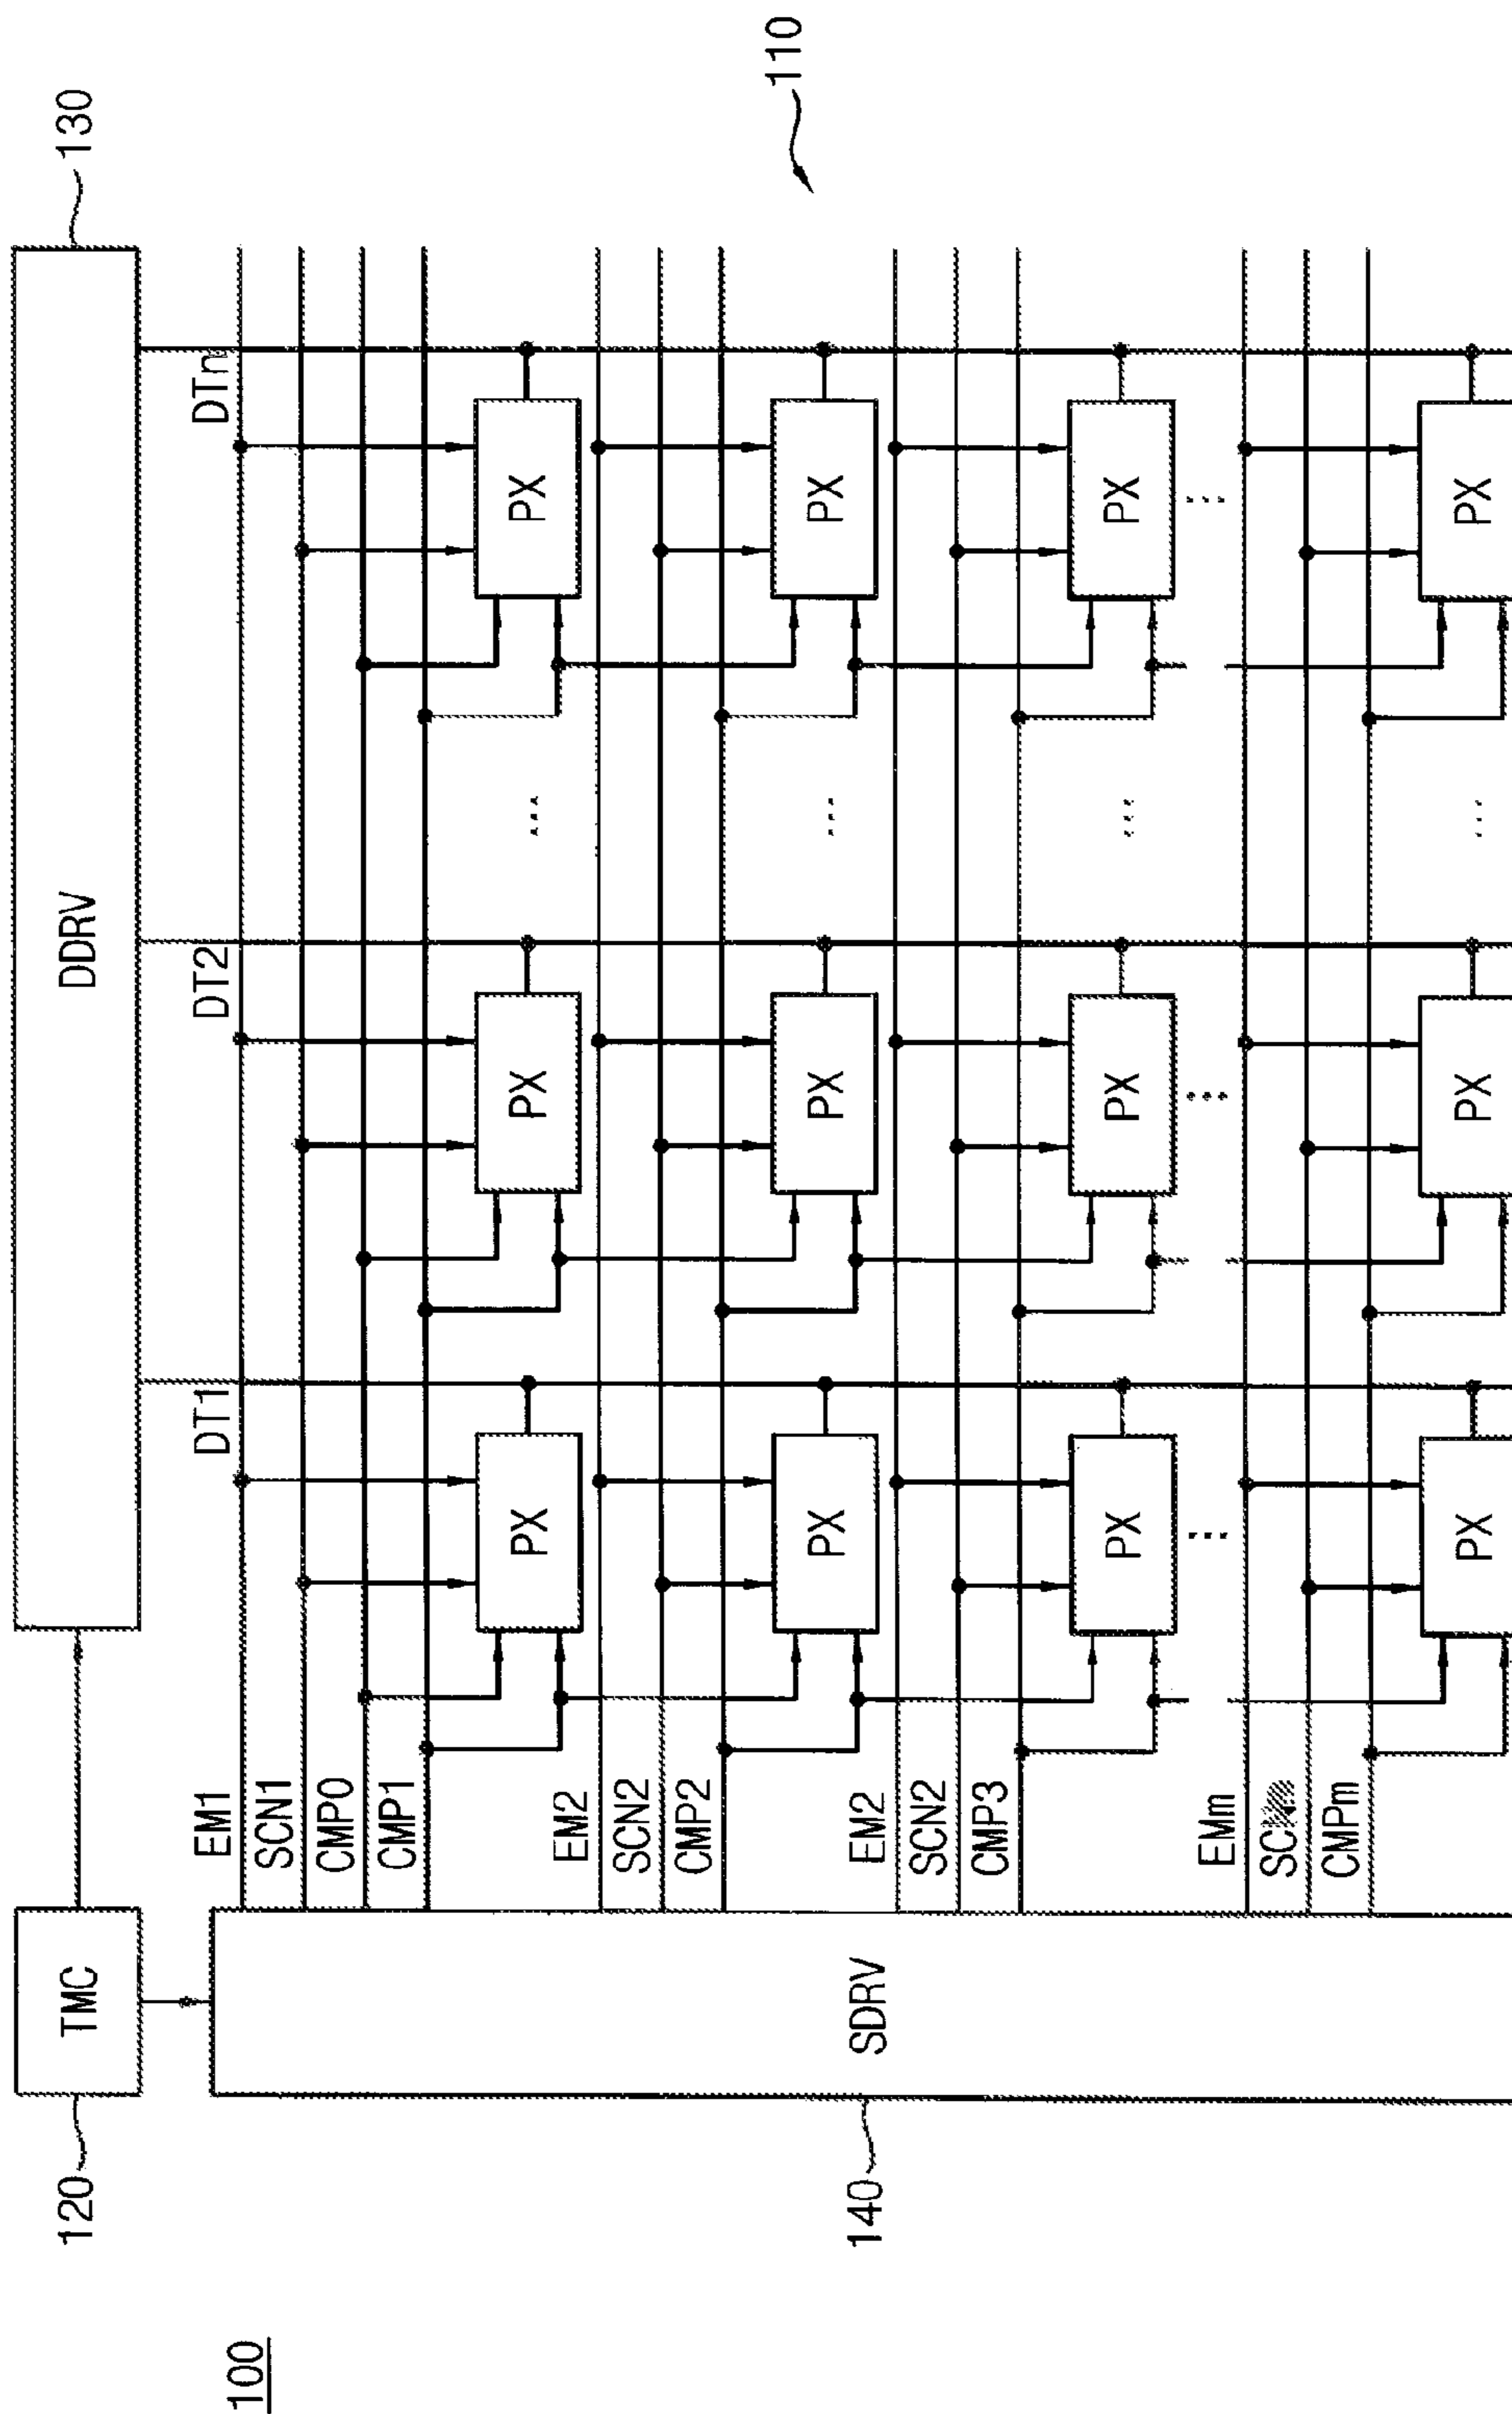 100
120
TMC
DDRV
130
140
SDRV
110
DT1
DT2
DTn
EM1
SCN1
CMP0
CMP1
PX
PX
...
PX
EM2
SCN2
CMP2
PX
PX
...
PX
EM2
SCN2
CMP3
PX
PX
...
PX
EMm
CMPm
PX
PX
...
PX